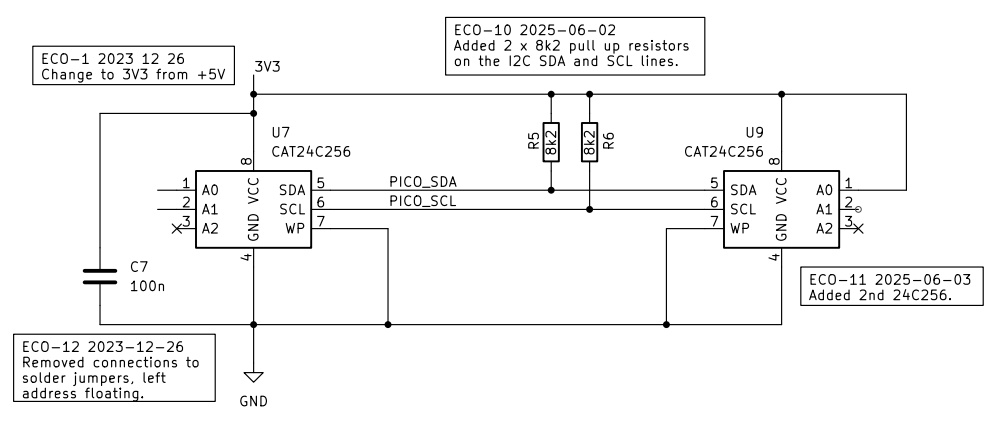 ECO-10 2025-06-02
Added 2 x 8k2 pull up resistors
on the I2C SDA and SCL lines.
ECO-1 2023 12 26
Change to 3V3 from +5V
3V3
U7
CAT24C256
R5
8k2
8k2
R6
U9
CAT24C256
8
8
1 A0 VCC SDA 5
PICO_SDA
5 SDA VCC A0 1
2 A1 SCL 6
PICO_SCL
6 SCL A1 2
3 A2 GND WP 7
7 WP GND A2 3
4
4
C7
100n
ECO-11 2025-06-03
Added 2nd 24C256.
ECO-12 2023-12-26
Removed connections to
solder jumpers, left
address floating.
GND